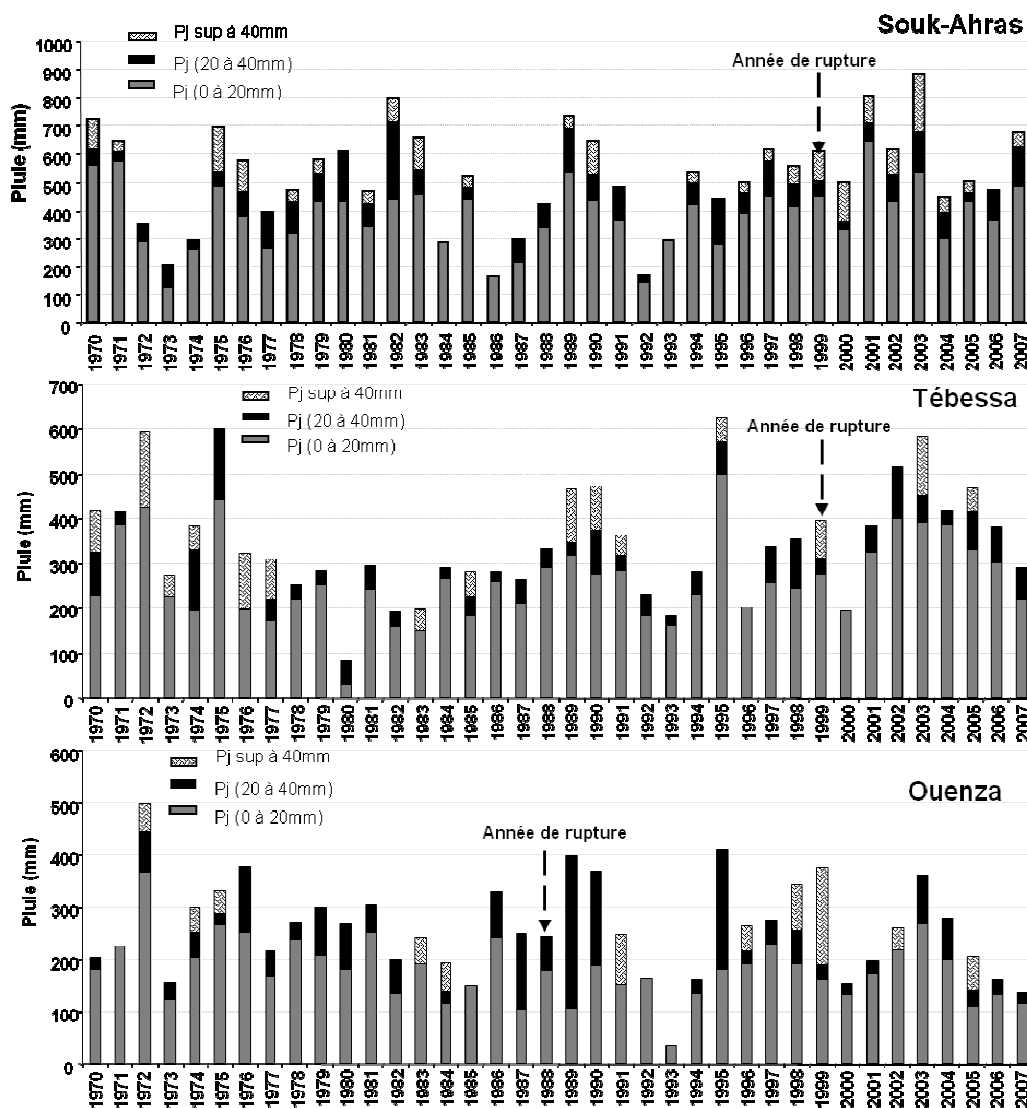 Souk-Ahras
Pj sup à 40mm
Pj (20 à 40mm)
Pj (0 à 20mm)
Année de rupture
Pluie (mm)
1000
900
800
700
600
500
400
300
200
100
0
1970 1971 1972 1973 1974 1975 1976 1977 1978 1979 1980 1981 1982 1983 1984 1985 1986 1987 1988 1989 1990 1991 1992 1993 1994 1995 1996 1997 1998 1999 2000 2001 2002 2003 2004 2005 2006 2007
Tébessa
Pj sup à 40mm
Pj (20 à 40mm)
Pj (0 à 20mm)
Année de rupture
Pluie (mm)
700
600
500
400
300
200
100
0
1970 1971 1972 1973 1974 1975 1976 1977 1978 1979 1980 1981 1982 1983 1984 1985 1986 1987 1988 1989 1990 1991 1992 1993 1994 1995 1996 1997 1998 1999 2000 2001 2002 2003 2004 2005 2006 2007
Ouenza
Pj sup à 40mm
Pj (20 à 40mm)
Pj (0 à 20mm)
Année de rupture
Pluie (mm)
600
500
400
300
200
100
0
1970 1971 1972 1973 1974 1975 1976 1977 1978 1979 1980 1981 1982 1983 1984 1985 1986 1987 1988 1989 1990 1991 1992 1993 1994 1995 1996 1997 1998 1999 2000 2001 2002 2003 2004 2005 2006 2007